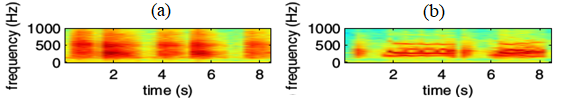 (a) (b)
frequency (Hz) 1000 500 0 frequency (Hz) 1000 500 0
2 4 6 8 2 4 6 8
time (s) time (s)